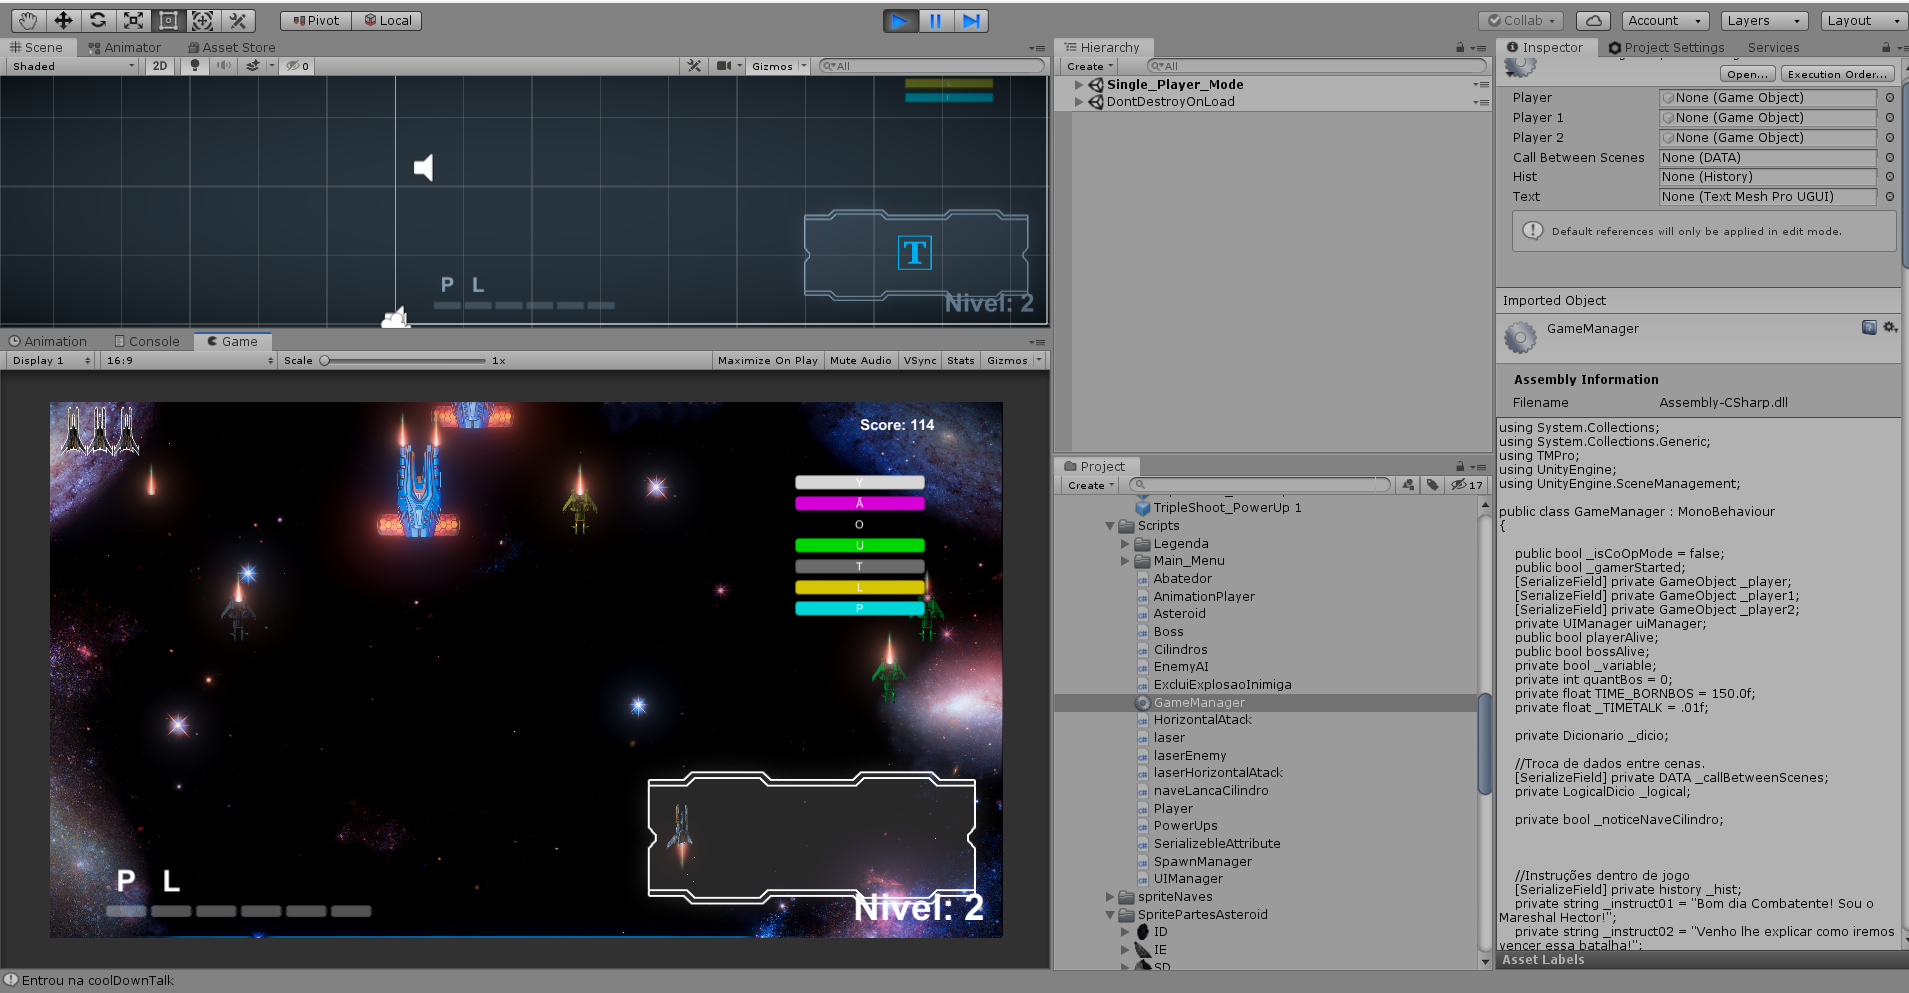 Pivot Local Collab Account Layers Layout
Scene Animator Asset Store
Shaded 2D 0 Gizmos All
L
P L
T
Nivel: 2
Animation Console Game
Display 1 16:9 Scale 1x Maximize On Play Mute Audio VSync Stats Gizmos
Score: 114
Y
Ã
O
U
T
L
P
P L
Nivel: 2
Entrou na coolDownTalk
Hierarchy
Create All
Single_Player_Mode
DontDestroyOnLoad
Project
Create 17
TripleShoot_PowerUp 1
Scripts
Legenda
Main_Menu
Abatedor
AnimationPlayer
Asteroid
Boss
Cilindros
EnemyAI
ExcluiExplosaoInimiga
GameManager
HorizontalAtack
laser
laserEnemy
laserHorizontalAtack
naveLancaCilindro
Player
PowerUps
SerializebleAttribute
SpawnManager
UIManager
spriteNaves
SpritePartesAsteroid
ID
IE
SD
Inspector Project Settings Services
Open... Execution Order...
Player None (Game Object)
Player 1 None (Game Object)
Player 2 None (Game Object)
Call Between Scenes None (DATA)
Hist None (History)
Text None (Text Mesh Pro UGUI)
Default references will only be applied in edit mode.
Imported Object
GameManager
Assembly Information
Filename Assembly-CSharp.dll
using System.Collections;
using System.Collections.Generic;
using TMPro;
using UnityEngine;
using UnityEngine.SceneManagement;
public class GameManager : MonoBehaviour
{
public bool _isCoOpMode = false;
public bool _gamerStarted;
[SerializeField] private GameObject _player;
[SerializeField] private GameObject _player1;
[SerializeField] private GameObject _player2;
private UIManager uiManager;
public bool playerAlive;
public bool bossAlive;
private bool _variable;
private int quantBos = 0;
private float TIME_BORNBOS = 150.0f;
private float _TIMETALK = .01f;
private Dicionario _dicio;
//Troca de dados entre cenas.
[SerializeField] private DATA _callBetweenScenes;
private LogicalDicio _logical;
private bool _noticeNaveCilindro;
//Instruções dentro de jogo
[SerializeField] private history _hist;
private string _instruct01 = "Bom dia Combatente! Sou o
Mareshal Hector!";
private string _instruct02 = "Venho lhe explicar como iremos
vencer essa batalha!";
Asset Labels